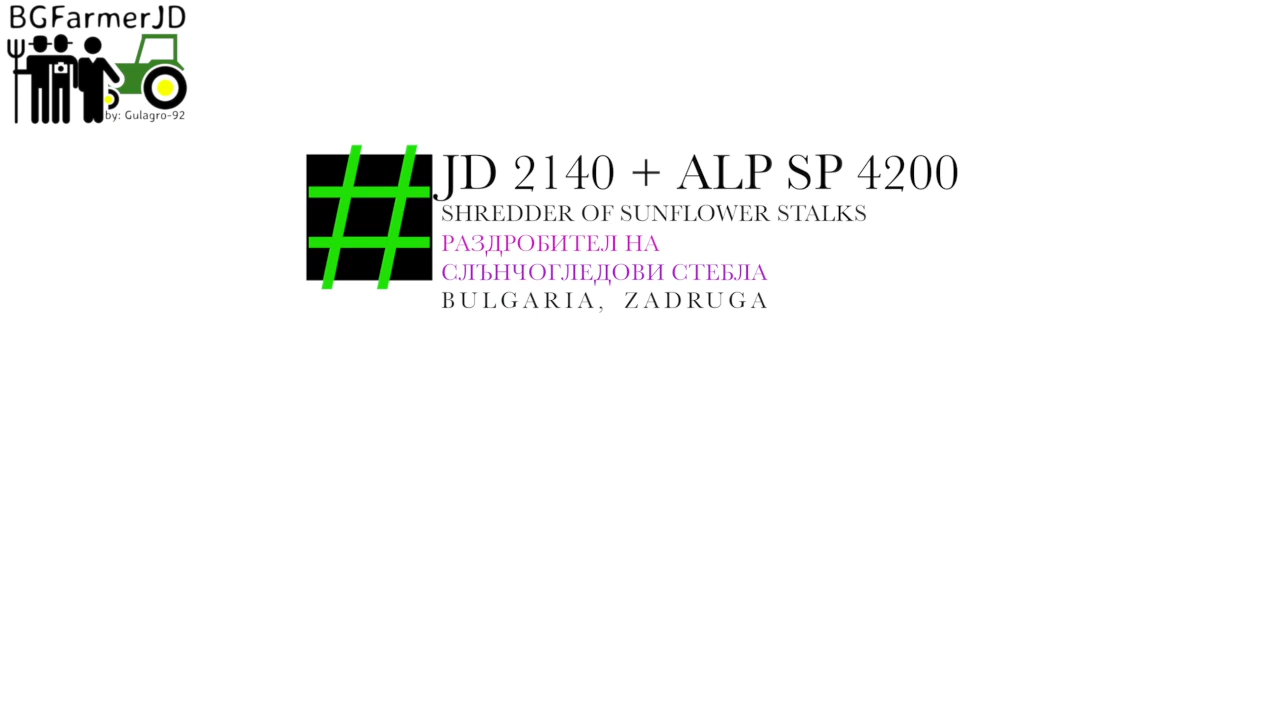 BGFarmerJD
by: Gulagro-92
# JD 2140 + ALP SP 4200
SHREDDER OF SUNFLOWER STALKS
РАЗДРОБИТЕЛ НА
СЛЪНЧОГЛЕДОВИ СТЕБЛА
BULGARIA, ZADRUGA